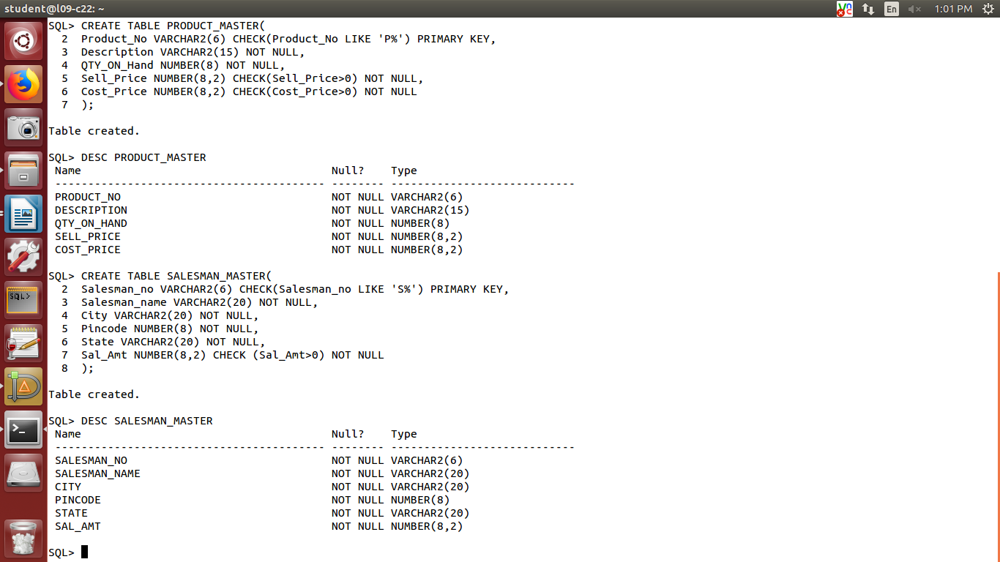 student@l09-c22: ~
En
1:01 PM
SQL> CREATE TABLE PRODUCT_MASTER(
  2  Product_No VARCHAR2(6) CHECK(Product_No LIKE 'P%') PRIMARY KEY,
  3  Description VARCHAR2(15) NOT NULL,
  4  QTY_ON_Hand NUMBER(8) NOT NULL,
  5  Sell_Price NUMBER(8,2) CHECK(Sell_Price>0) NOT NULL,
  6  Cost_Price NUMBER(8,2) CHECK(Cost_Price>0) NOT NULL
  7  );
Table created.
SQL> DESC PRODUCT_MASTER
 Name                                      Null?    Type
 ----------------------------------------- -------- ----------------------------
 PRODUCT_NO                                NOT NULL VARCHAR2(6)
 DESCRIPTION                               NOT NULL VARCHAR2(15)
 QTY_ON_HAND                               NOT NULL NUMBER(8)
 SELL_PRICE                                NOT NULL NUMBER(8,2)
 COST_PRICE                                NOT NULL NUMBER(8,2)
SQL> CREATE TABLE SALESMAN_MASTER(
  2  Salesman_no VARCHAR2(6) CHECK(Salesman_no LIKE 'S%') PRIMARY KEY,
  3  Salesman_name VARCHAR2(20) NOT NULL,
  4  City VARCHAR2(20) NOT NULL,
  5  Pincode NUMBER(8) NOT NULL,
  6  State VARCHAR2(20) NOT NULL,
  7  Sal_Amt NUMBER(8,2) CHECK (Sal_Amt>0) NOT NULL
  8  );
Table created.
SQL> DESC SALESMAN_MASTER
 Name                                      Null?    Type
 ----------------------------------------- -------- ----------------------------
 SALESMAN_NO                               NOT NULL VARCHAR2(6)
 SALESMAN_NAME                             NOT NULL VARCHAR2(20)
 CITY                                      NOT NULL VARCHAR2(20)
 PINCODE                                   NOT NULL NUMBER(8)
 STATE                                     NOT NULL VARCHAR2(20)
 SAL_AMT                                   NOT NULL NUMBER(8,2)
SQL>
SQL>